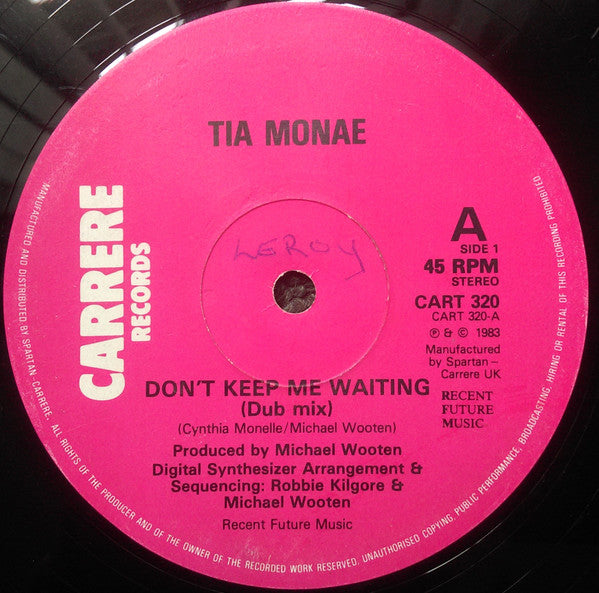 TIA MONAE
CARRERE
RECORDS
LEROY
A
SIDE 1
45 RPM
STEREO
CART 320
CART 320-A
℗ & © 1983
Manufactured
by Spartan –
Carrere UK
RECENT
FUTURE
MUSIC
DON'T KEEP ME WAITING
(Dub mix)
(Cynthia Monelle/Michael Wooten)
Produced by Michael Wooten
Digital Synthesizer Arrangement &
Sequencing: Robbie Kilgore &
Michael Wooten
Recent Future Music
MANUFACTURED AND DISTRIBUTED BY SPARTAN-CARRERE. ALL RIGHTS OF THE PRODUCER AND OF THE OWNER OF THE RECORDED WORK RESERVED. UNAUTHORISED COPYING PUBLIC PERFORMANCE, BROADCASTING, HIRING OR RENTAL OF THIS RECORDING PROHIBITED.